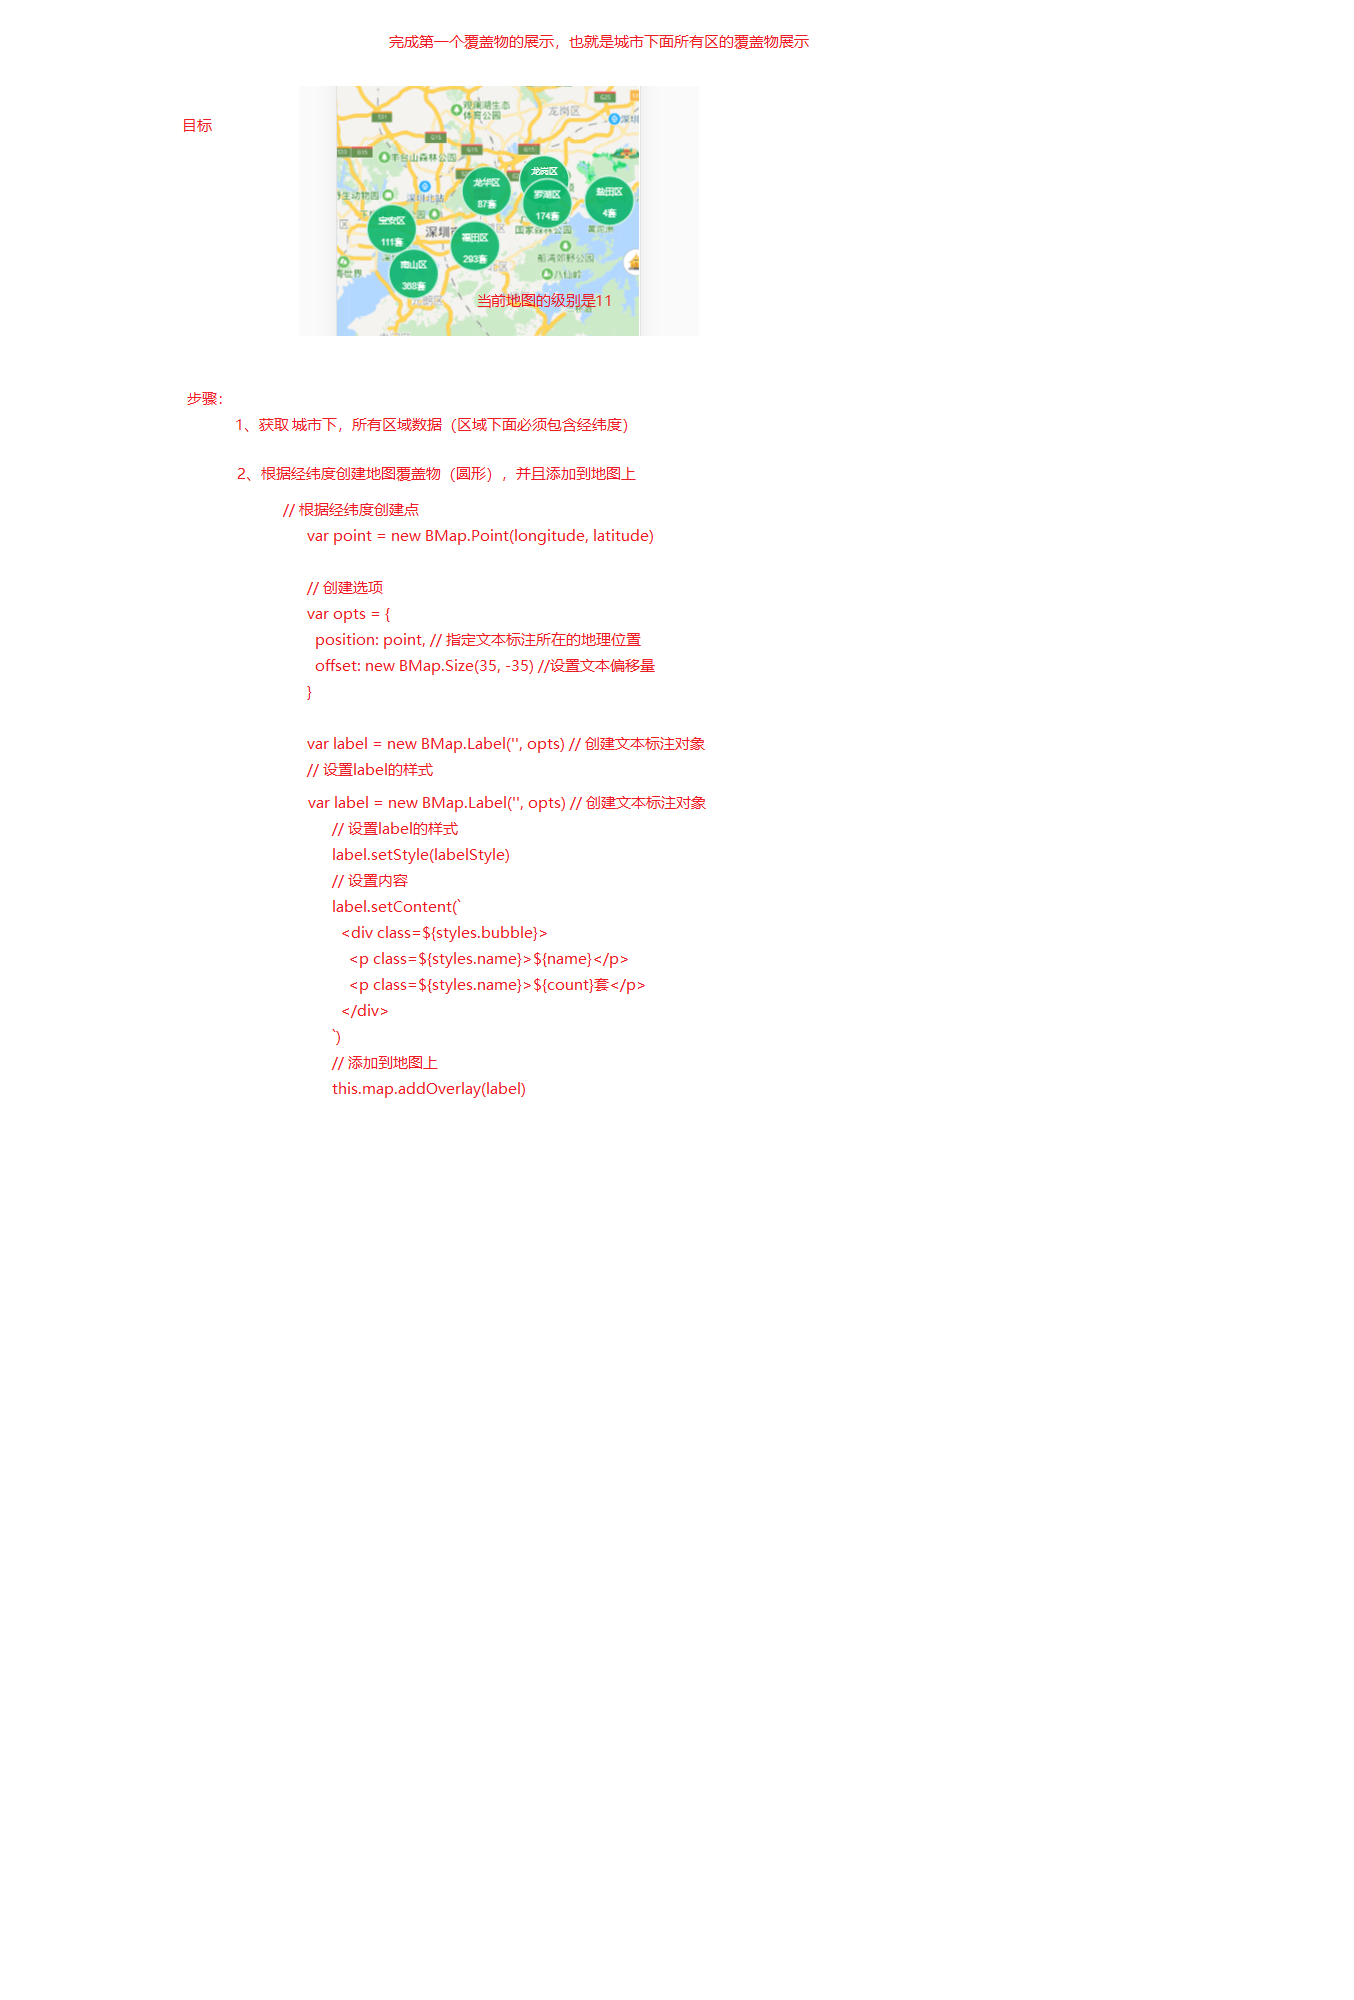 完成第一个覆盖物的展示，也就是城市下面所有区的覆盖物展示
目标
观澜湖生态
体育公园
龙岗区
G25
S31
G15
深圳
G15
G15
丰台山森林公园
龙岗区
龙华区
87套
罗湖区
174套
盐田区
4套
野生动物园
深圳北站
宝安区
111套
深圳市
福田区
293套
国家森林公园
南山区
368套
船湾郊野公园
八仙岭
当前地图的级别是11
步骤：
1、获取 城市下，所有区域数据（区域下面必须包含经纬度）
2、根据经纬度创建地图覆盖物（圆形），并且添加到地图上
// 根据经纬度创建点
var point = new BMap.Point(longitude, latitude)
// 创建选项
var opts = {
position: point, // 指定文本标注所在的地理位置
offset: new BMap.Size(35, -35) //设置文本偏移量
}
var label = new BMap.Label('', opts) // 创建文本标注对象
// 设置label的样式
var label = new BMap.Label('', opts) // 创建文本标注对象
// 设置label的样式
label.setStyle(labelStyle)
// 设置内容
label.setContent(`
<div class=${styles.bubble}>
<p class=${styles.name}>${name}</p>
<p class=${styles.name}>${count}套</p>
</div>
`)
// 添加到地图上
this.map.addOverlay(label)